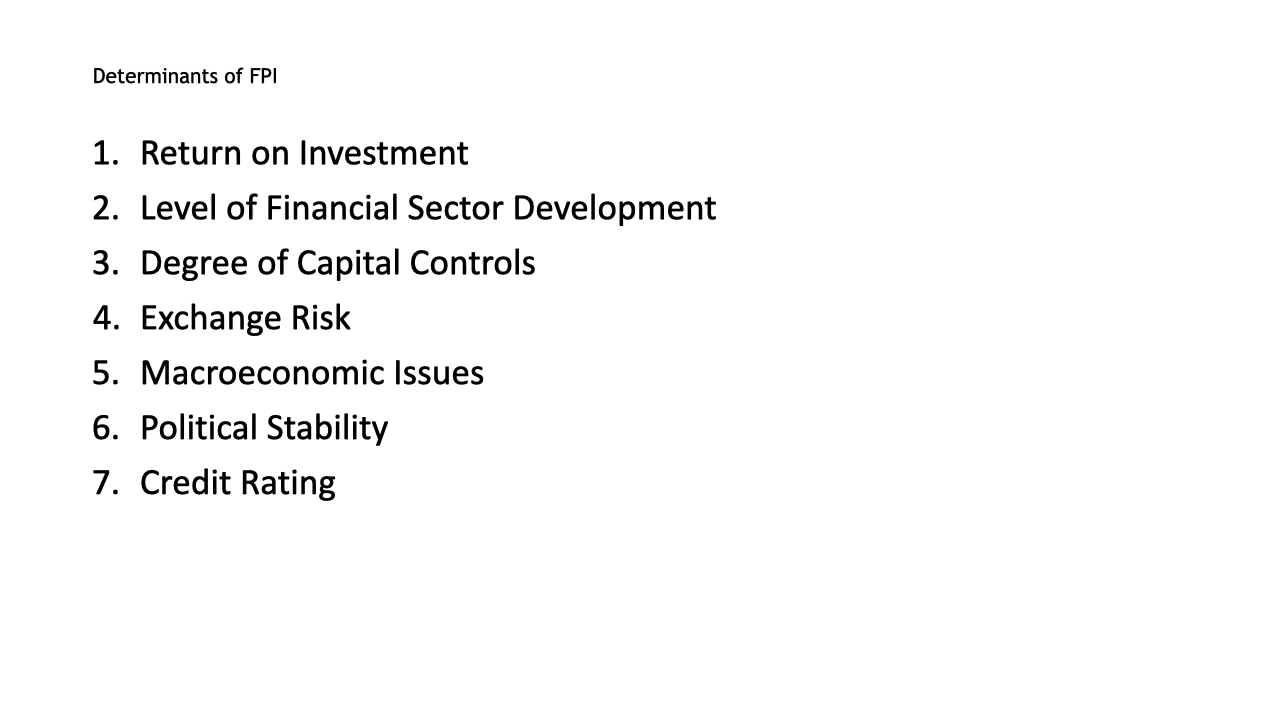 Determinants of FPI
1. Return on Investment
2. Level of Financial Sector Development
3. Degree of Capital Controls
4. Exchange Risk
5. Macroeconomic Issues
6. Political Stability
7. Credit Rating